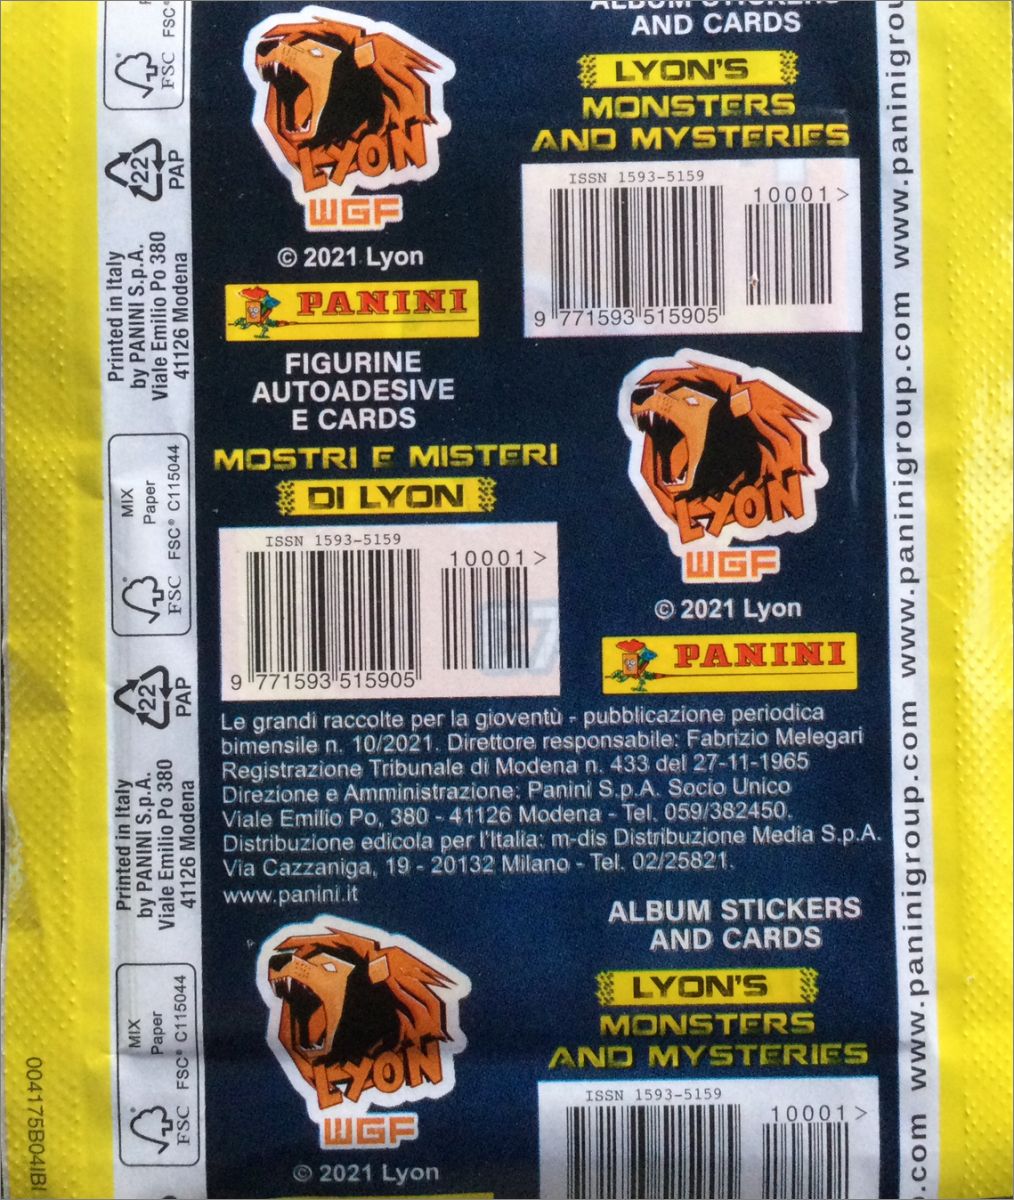 ALBUM STICKERS
AND CARDS
LYON'S
MONSTERS
AND MYSTERIES
ISSN 1593-5159
10001 >
9 771593 515905
LYON
WGF
© 2021 Lyon
PANINI
FIGURINE
AUTOADESIVE
E CARDS
MOSTRI E MISTERI
DI LYON
ISSN 1593-5159
10001 >
9 771593 515905
LYON
WGF
© 2021 Lyon
PANINI
Le grandi raccolte per la gioventù - pubblicazione periodica
bimensile n. 10/2021. Direttore responsabile: Fabrizio Melegari
Registrazione Tribunale di Modena n. 433 del 27-11-1965
Direzione e Amministrazione: Panini S.p.A. Socio Unico
Viale Emilio Po, 380 - 41126 Modena - Tel. 059/382450.
Distribuzione edicola per l'Italia: m-dis Distribuzione Media S.p.A.
Via Cazzaniga, 19 - 20132 Milano - Tel. 02/25821.
www.panini.it
LYON
WGF
© 2021 Lyon
ALBUM STICKERS
AND CARDS
LYON'S
MONSTERS
AND MYSTERIES
ISSN 1593-5159
10001 >
FSC
FSC®
22
PAP
Printed in Italy
by PANINI S.p.A.
Viale Emilio Po 380
41126 Modena
MIX
Paper
FSC
FSC® C115044
22
PAP
Printed in Italy
by PANINI S.p.A.
Viale Emilio Po 380
41126 Modena
MIX
Paper
FSC
FSC® C115044
www.paninigrou
www.paninigroup.com
www.paninigroup.com
.com
004175B04IBI